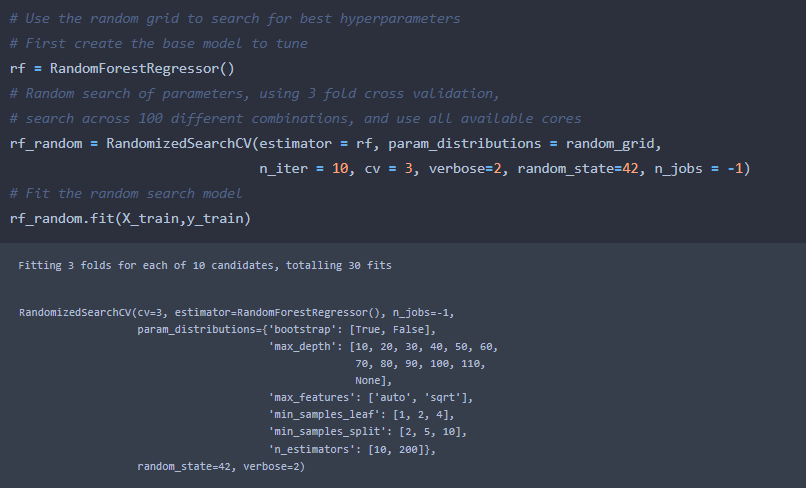 # Use the random grid to search for best hyperparameters
# First create the base model to tune
rf = RandomForestRegressor()
# Random search of parameters, using 3 fold cross validation,
# search across 100 different combinations, and use all available cores
rf_random = RandomizedSearchCV(estimator = rf, param_distributions = random_grid,
n_iter = 10, cv = 3, verbose=2, random_state=42, n_jobs = -1)
# Fit the random search model
rf_random.fit(X_train,y_train)
Fitting 3 folds for each of 10 candidates, totalling 30 fits
RandomizedSearchCV(cv=3, estimator=RandomForestRegressor(), n_jobs=-1,
param_distributions={'bootstrap': [True, False],
'max_depth': [10, 20, 30, 40, 50, 60,
70, 80, 90, 100, 110,
None],
'max_features': ['auto', 'sqrt'],
'min_samples_leaf': [1, 2, 4],
'min_samples_split': [2, 5, 10],
'n_estimators': [10, 200]},
random_state=42, verbose=2)